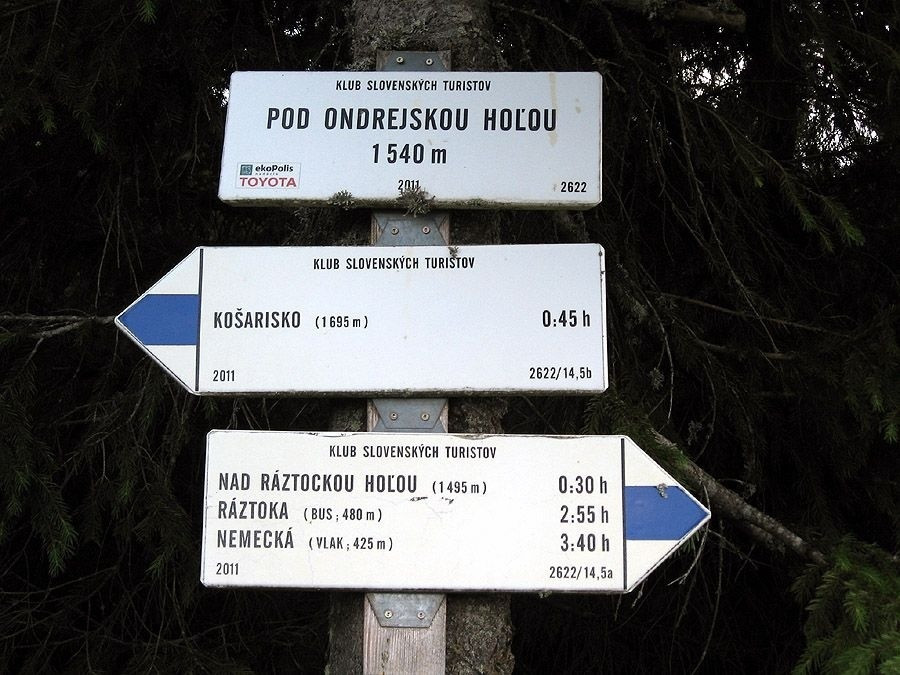 KLUB SLOVENSKÝCH TURISTOV
POD ONDREJSKOU HOĽOU
1 540 m
ekoPolis
TOYOTA
2011
2622
KLUB SLOVENSKÝCH TURISTOV
KOŠARISKO (1 695 m) 0:45 h
2011 2622/14,5b
KLUB SLOVENSKÝCH TURISTOV
NAD RÁZTOCKOU HOĽOU (1 495 m) 0:30 h
RÁZTOKA (BUS ; 480 m) 2:55 h
NEMECKÁ (VLAK ; 425 m) 3:40 h
2011 2622/14,5a